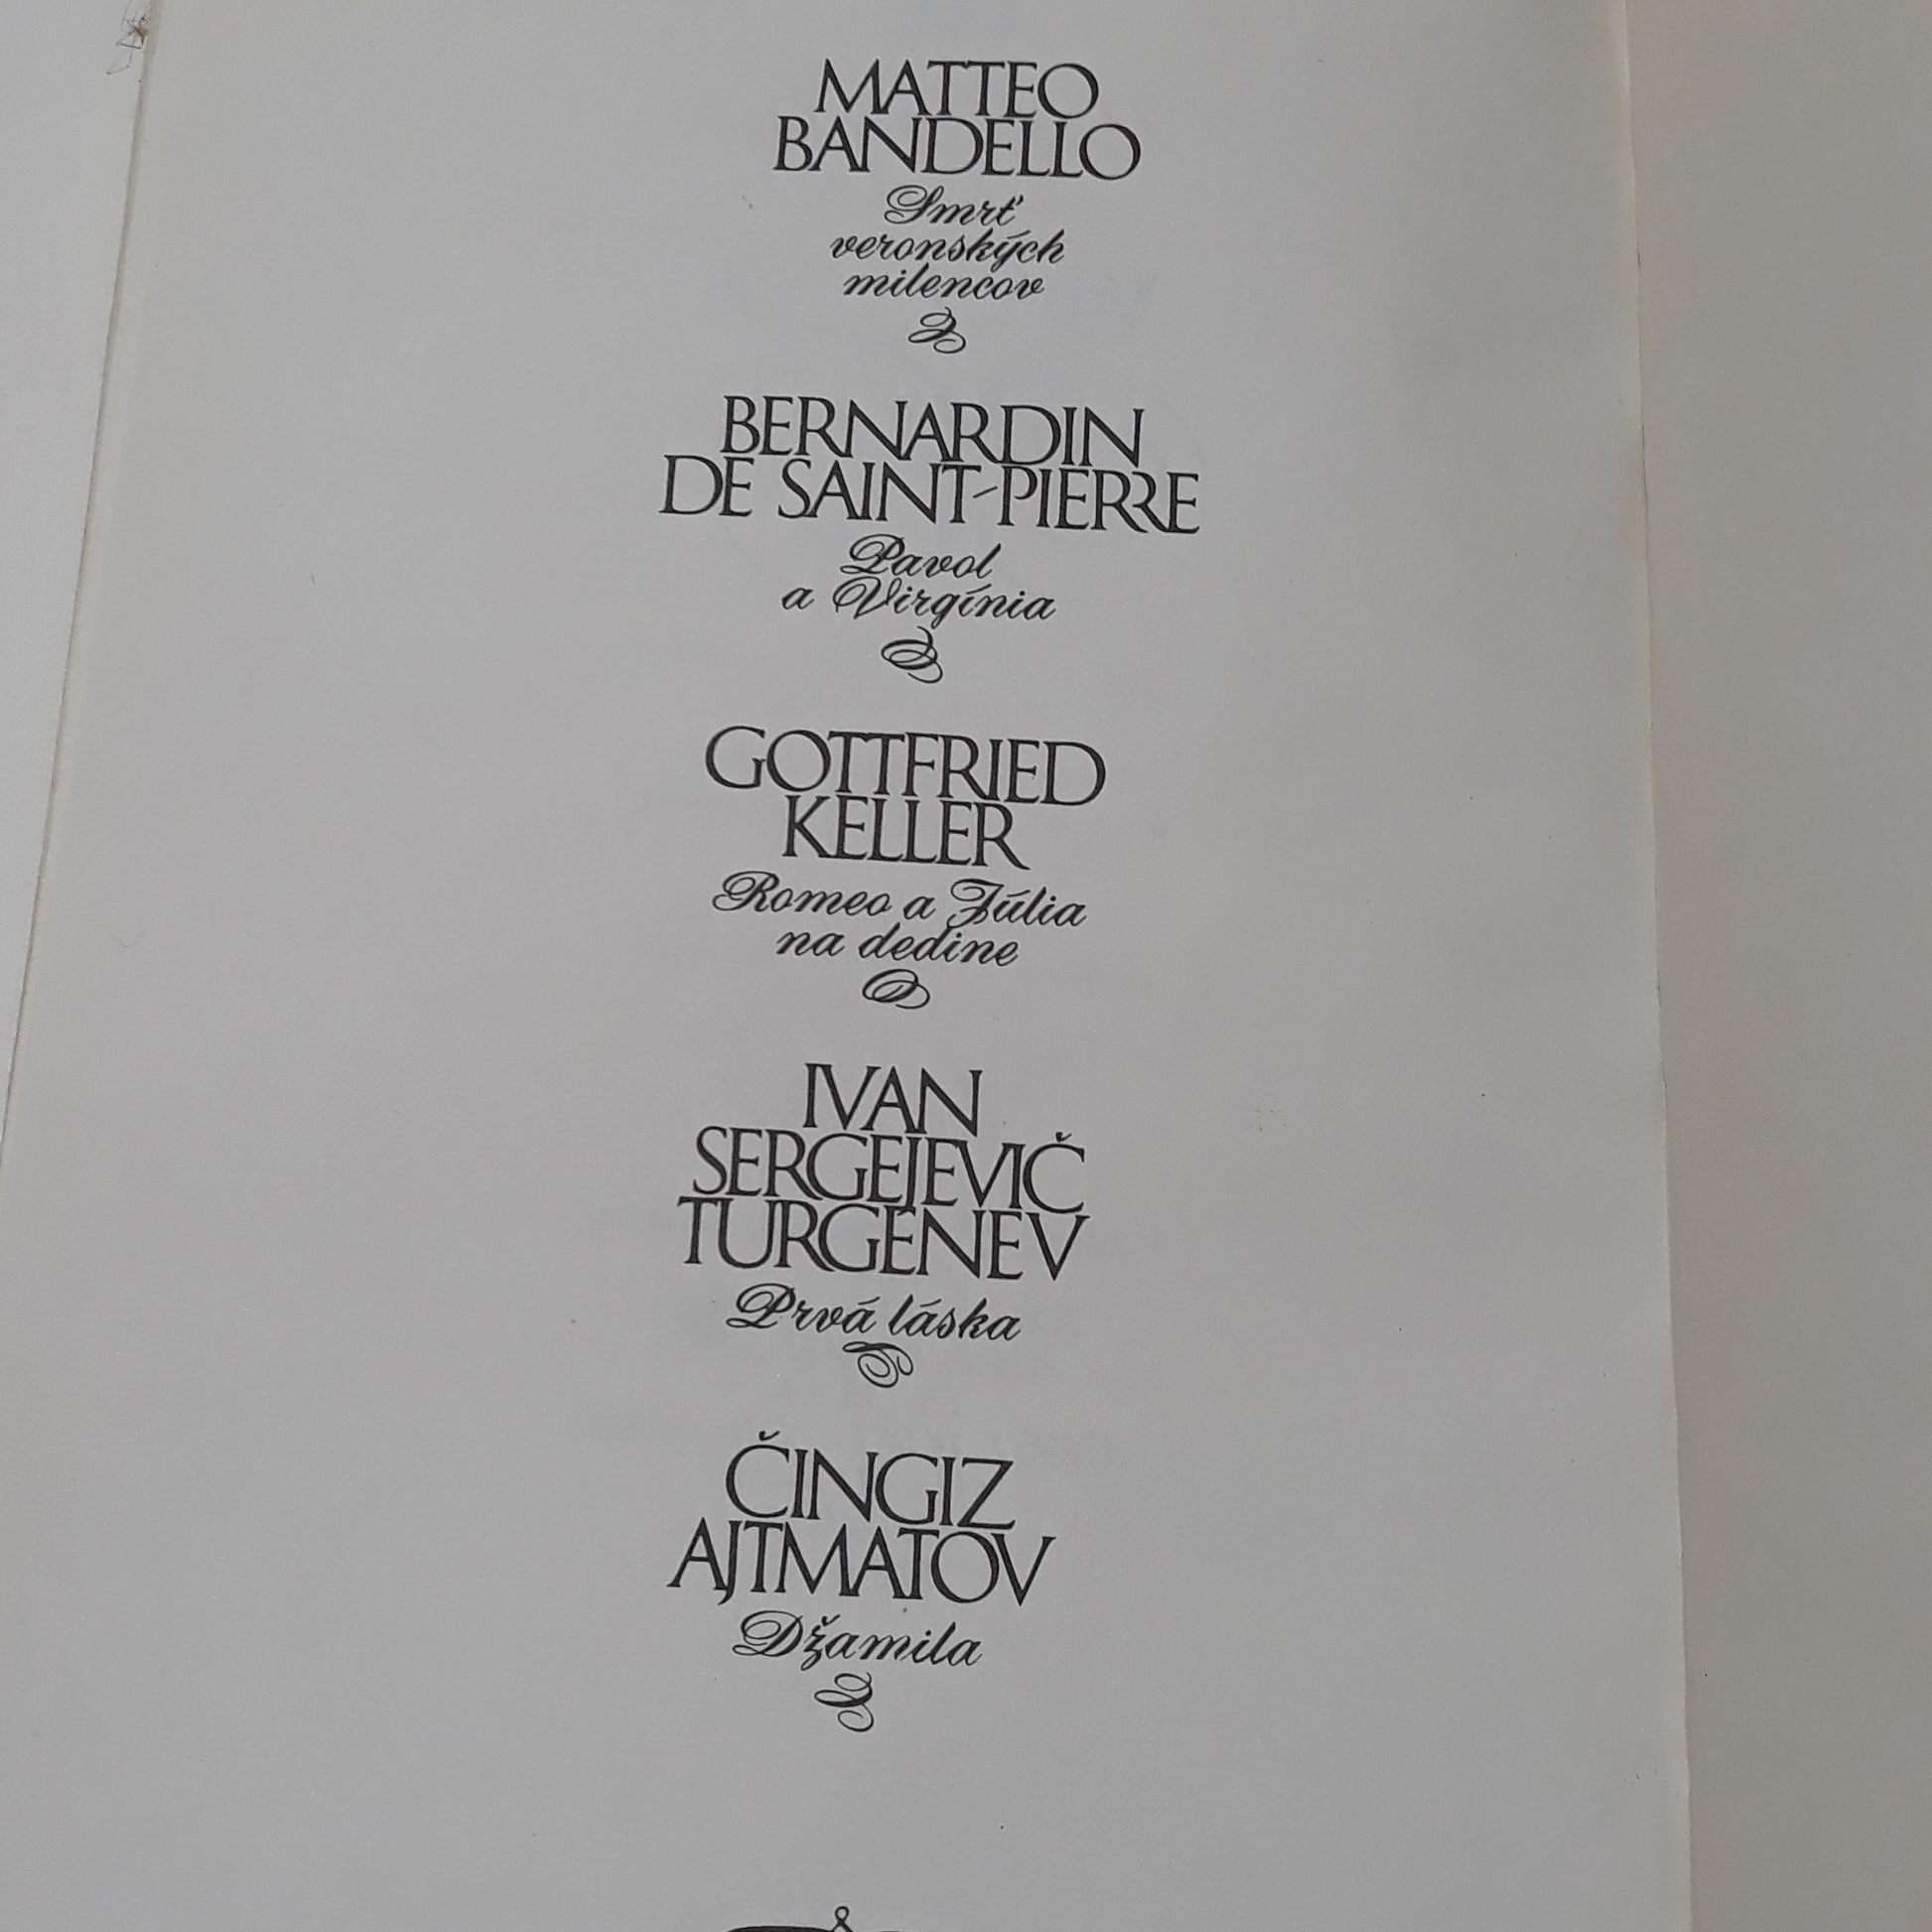 MATTEO
BANDELLO
Smrť
veronských
milencov
BERNARDIN
DE SAINT-PIERRE
Pavol
a Virgínia
GOTTFRIED
KELLER
Romeo a Júlia
na dedine
IVAN
SERGEJEVIČ
TURGENEV
Prvá láska
ČINGIZ
AJTMATOV
Džamila